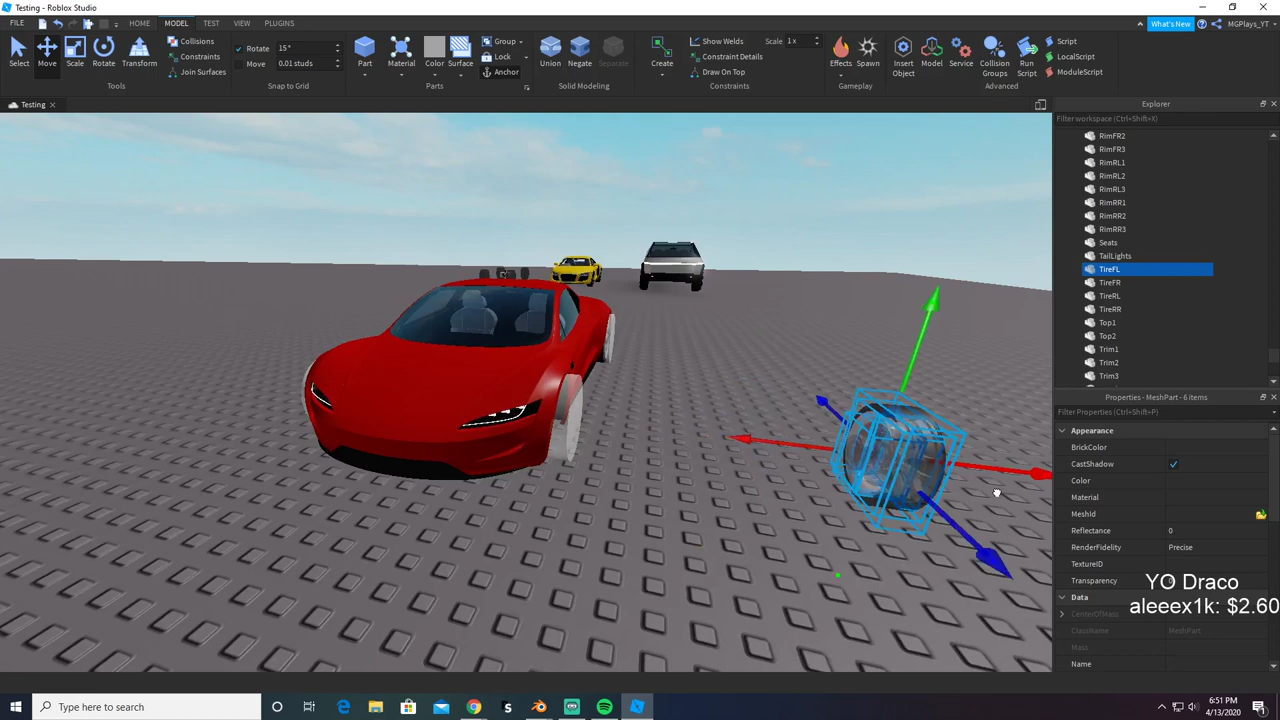 Testing - Roblox Studio
FILE HOME MODEL TEST VIEW PLUGINS What's New MGPlays_YT
Select Move Scale Rotate Transform
Collisions
Constraints
Join Surfaces
Tools
Rotate 15°
Move 0.01 studs
Snap to Grid
Part Material Color Surface
Group
Lock
Anchor
Parts
Union Negate Separate
Solid Modeling
Create
Show Welds Scale 1 x
Constraint Details
Draw On Top
Constraints
Effects Spawn
Gameplay
Insert Object
Model
Service
Collision Groups
Run Script
Script
LocalScript
ModuleScript
Advanced
Testing
Explorer
Filter workspace (Ctrl+Shift+X)
RimFR2
RimFR3
RimRL1
RimRL2
RimRL3
RimRR1
RimRR2
RimRR3
Seats
TailLights
TireFL
TireFR
TireRL
TireRR
Top1
Top2
Trim1
Trim2
Trim3
Properties - MeshPart - 6 items
Filter Properties (Ctrl+Shift+P)
Appearance
BrickColor
CastShadow
Color
Material
MeshId
Reflectance 0
RenderFidelity Precise
TextureID
Transparency
Data
CenterOfMass
ClassName MeshPart
Mass
Name
YO Draco
aleeex1k: $2.60
Type here to search
6:51 PM
4/13/2020